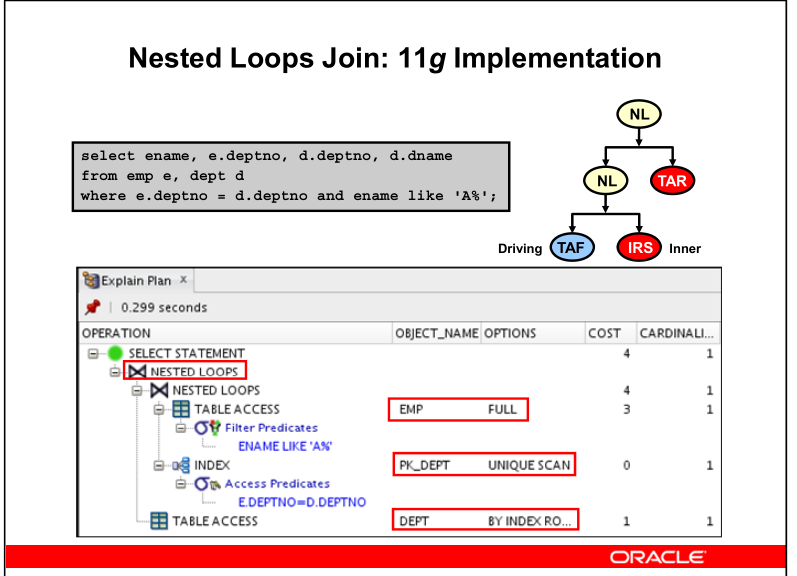 Nested Loops Join: 11g Implementation
NL
select ename, e.deptno, d.deptno, d.dname
from emp e, dept d
where e.deptno = d.deptno and ename like 'A%';
NL TAR
Driving TAF IRS Inner
Explain Plan x
0.299 seconds
OPERATION OBJECT_NAME OPTIONS COST CARDINALI...
SELECT STATEMENT 4 1
NESTED LOOPS
NESTED LOOPS 4 1
TABLE ACCESS EMP FULL 3 1
Filter Predicates
ENAME LIKE 'A%'
INDEX PK_DEPT UNIQUE SCAN 0 1
Access Predicates
E.DEPTNO=D.DEPTNO
TABLE ACCESS DEPT BY INDEX RO... 1 1
ORACLE